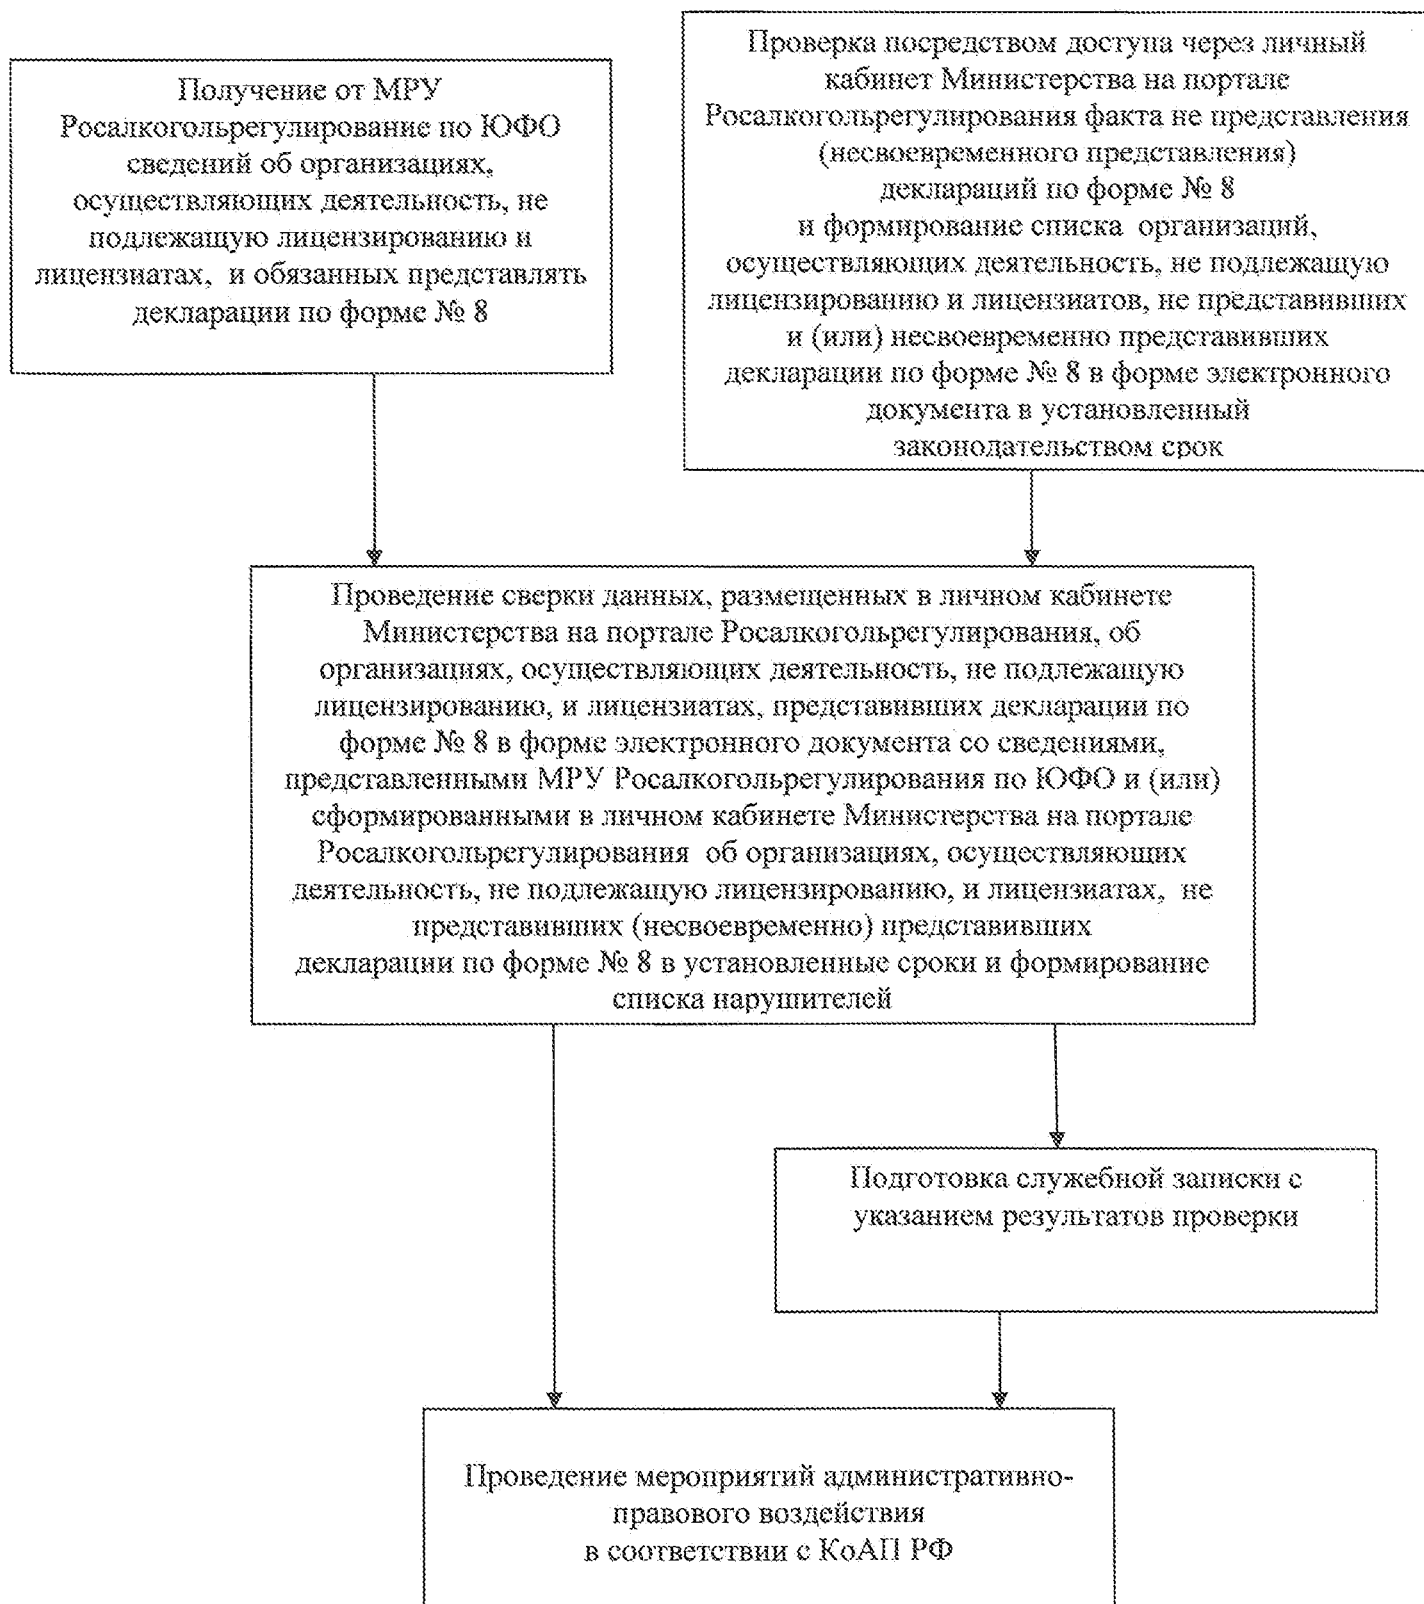 Получение от МРУ
Росалкогольрегулирование по ЮФО
сведений об организациях,
осуществляющих деятельность, не
подлежащую лицензированию и
лицензиатах, и обязанных представлять
декларации по форме № 8
Проверка посредством доступа через личный
кабинет Министерства на портале
Росалкогольрегулирования факта не представления
(несвоевременного представления)
деклараций по форме № 8
и формирование списка организаций,
осуществляющих деятельность, не подлежащую
лицензированию и лицензиатов, не представивших
и (или) несвоевременно представивших
декларации по форме № 8 в форме электронного
документа в установленный
законодательством срок
Проведение сверки данных, размещенных в личном кабинете
Министерства на портале Росалкогольрегулирования, об
организациях, осуществляющих деятельность, не подлежащую
лицензированию, и лицензиатах, представивших декларации по
форме № 8 в форме электронного документа со сведениями,
представленными МРУ Росалкогольрегулирования по ЮФО и (или)
сформированными в личном кабинете Министерства на портале
Росалкогольрегулирования об организациях, осуществляющих
деятельность, не подлежащую лицензированию, и лицензиатах, не
представивших (несвоевременно) представивших
декларации по форме № 8 в установленные сроки и формирование
списка нарушителей
Подготовка служебной записки с
указанием результатов проверки
Проведение мероприятий административно-
правового воздействия
в соответствии с КоАП РФ